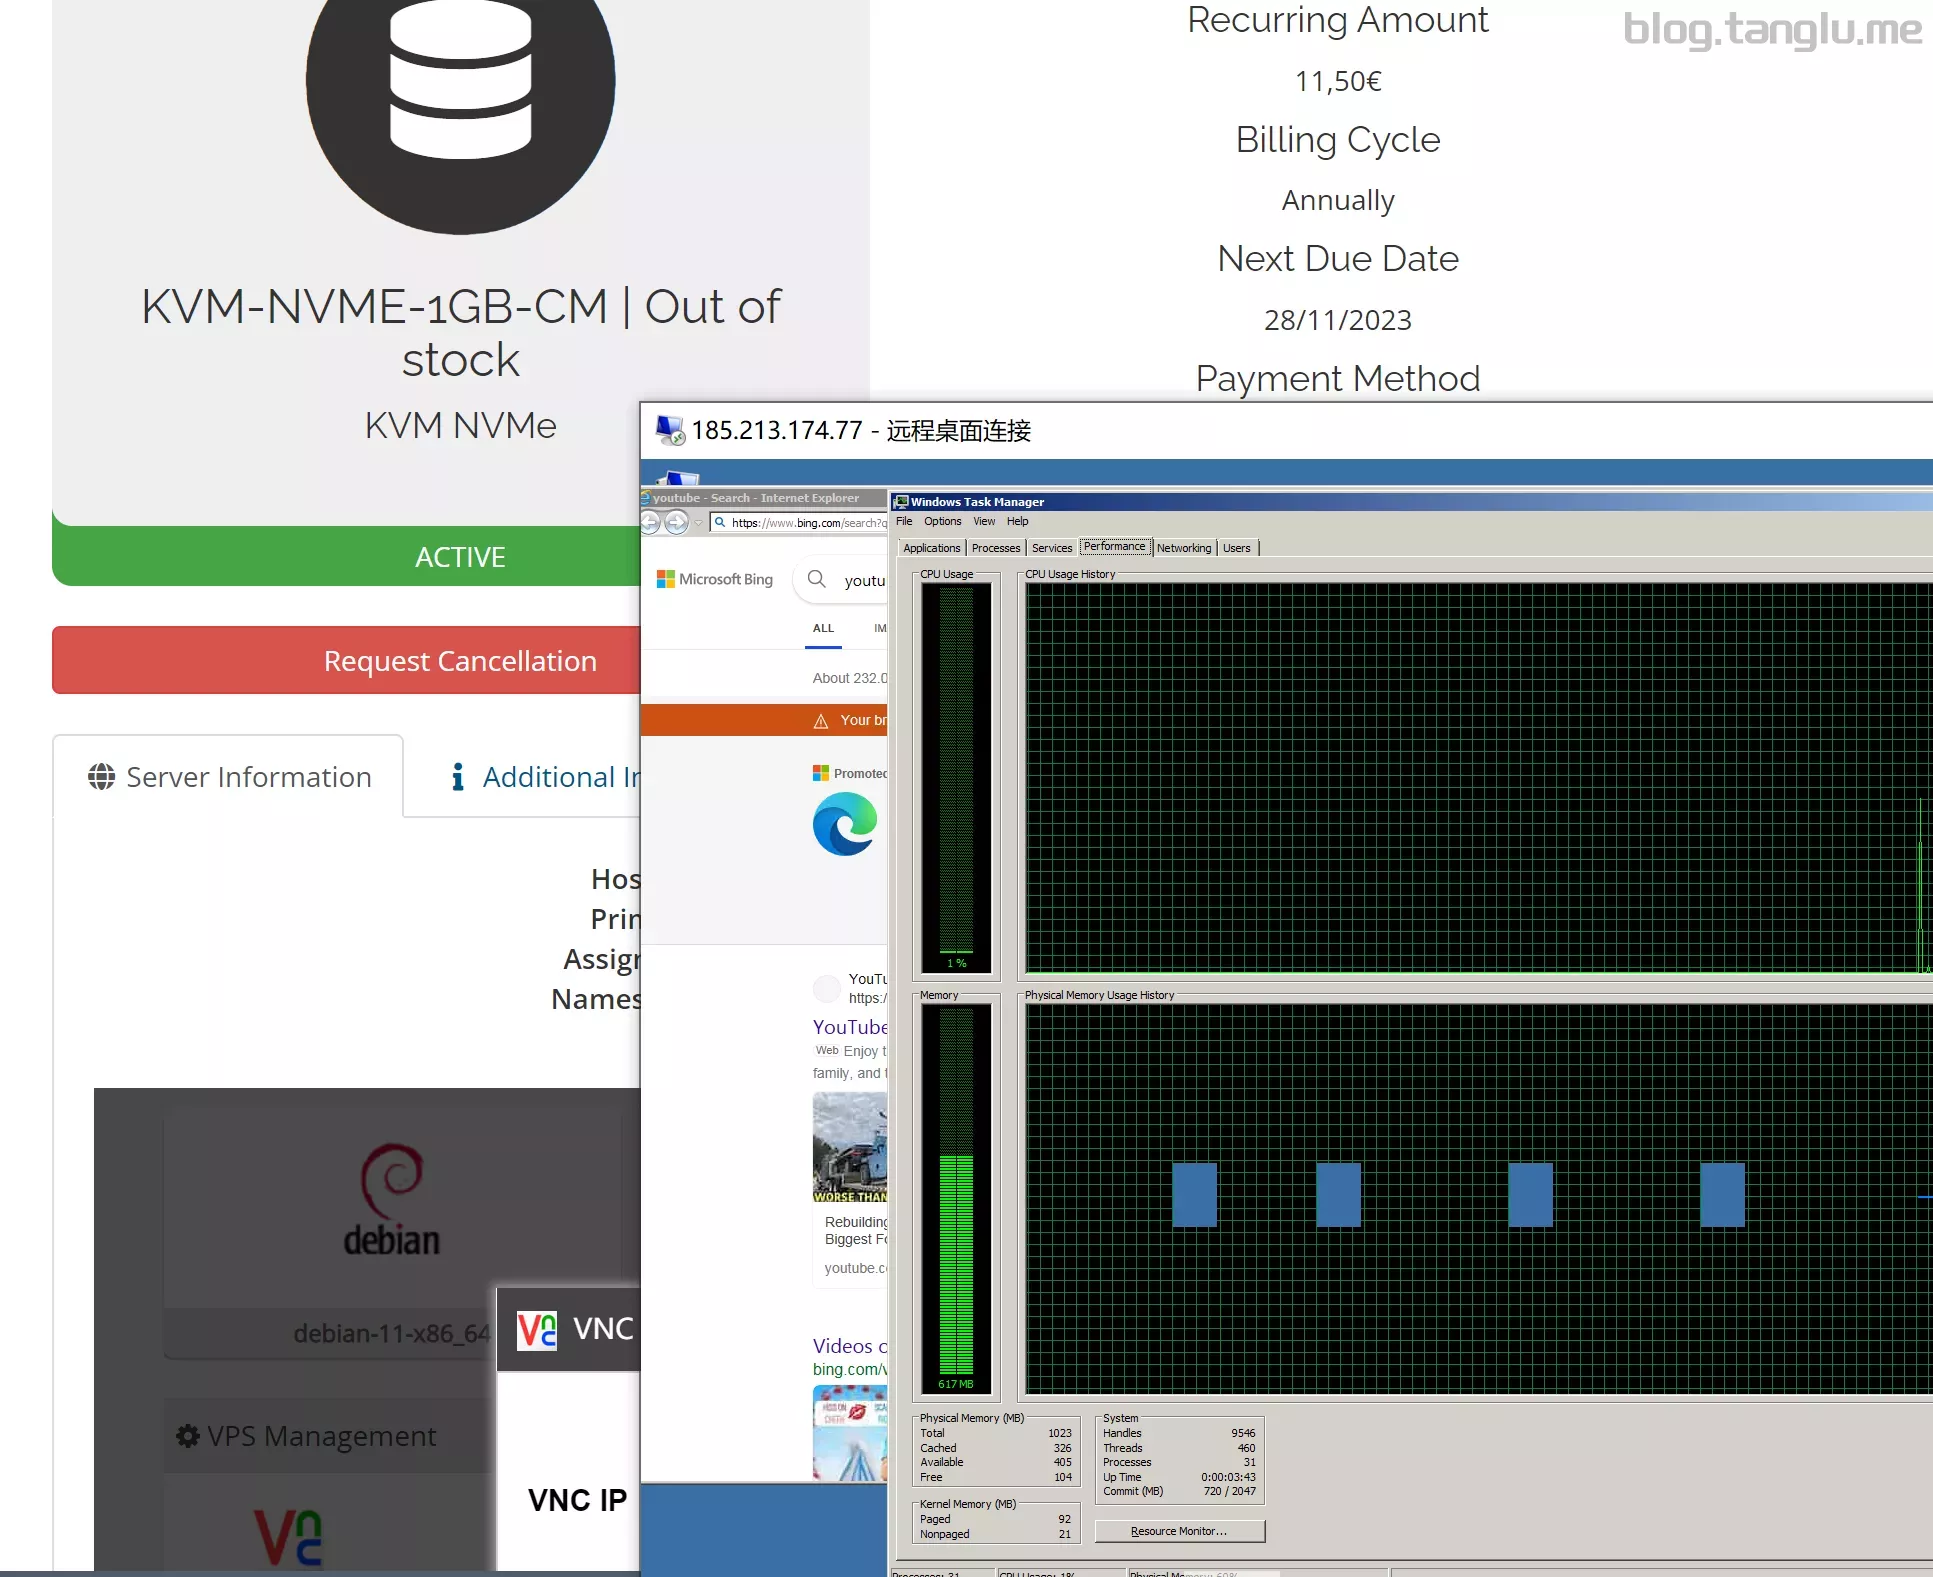 Recurring Amount
blog.tanglu.me
11,50€
Billing Cycle
Annually
Next Due Date
28/11/2023
Payment Method
KVM-NVME-1GB-CM | Out of
stock
KVM NVMe
ACTIVE
Request Cancellation
Server Information
Additional In
Hos
Prim
Assign
Names
debian
debian-11-x86_64
VPS Management
VNC
VNC IP
185.213.174.77 - 远程桌面连接
youtube - Search - Internet Explorer
https://www.bing.com/search?q
Microsoft Bing
youtu
ALL
IM
About 232.0
Your br
Promoted
YouTu
https:/
YouTube
Web Enjoy t
family, and t
WORSE THAN
Rebuilding
Biggest Fo
youtube.c
Videos o
bing.com/v
Windows Task Manager
File Options View Help
Applications Processes Services Performance Networking Users
CPU Usage
CPU Usage History
1 %
Memory
Physical Memory Usage History
617 MB
Physical Memory (MB)
Total 1023
Cached 326
Available 405
Free 104
Kernel Memory (MB)
Paged 92
Nonpaged 21
System
Handles 9546
Threads 460
Processes 31
Up Time 0:00:03:43
Commit (MB) 720 / 2047
Resource Monitor...
Processes: 31 CPU Usage: 1% Physical Memory: 60%